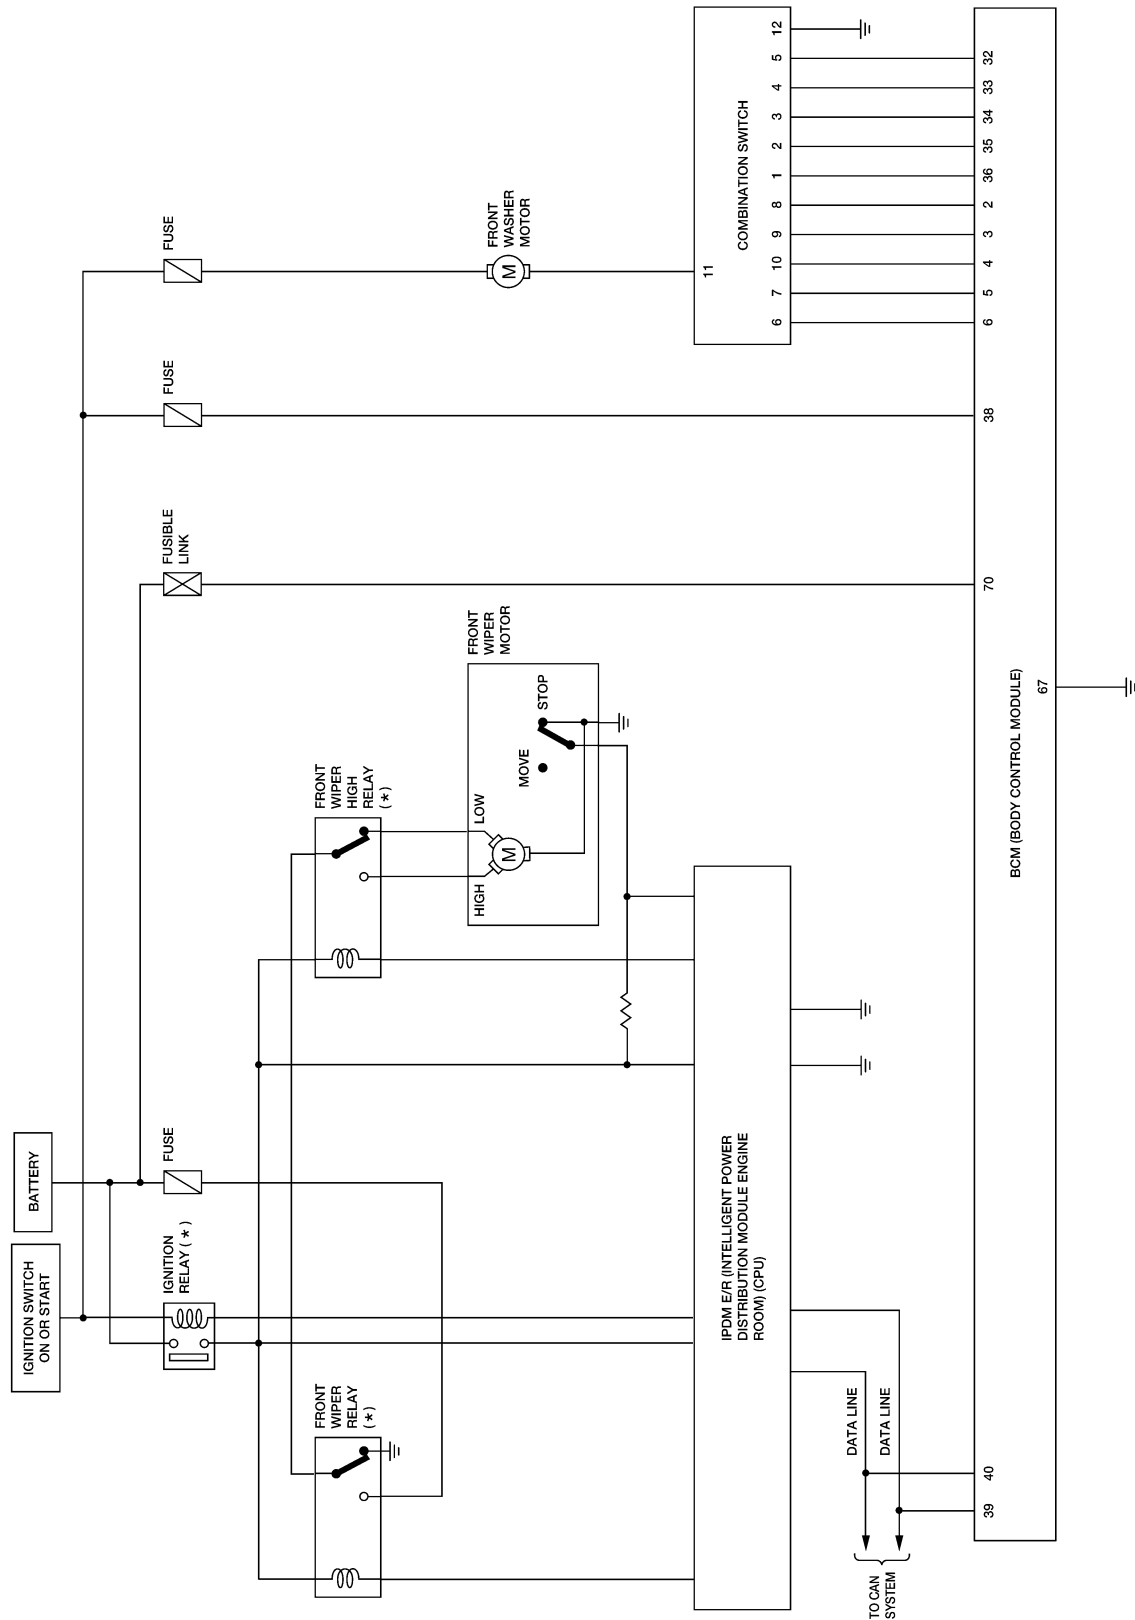 IGNITION SWITCH
ON OR START
BATTERY
FRONT
WIPER
RELAY
(*)
IGNITION
RELAY (*)
FUSE
FUSIBLE
LINK
FUSE
FUSE
FRONT
WIPER
HIGH
RELAY
(*)
FRONT
WIPER
MOTOR
HIGH
LOW
M
MOVE
STOP
FRONT
WASHER
MOTOR
M
IPDM E/R (INTELLIGENT POWER
DISTRIBUTION MODULE ENGINE
ROOM) (CPU)
11
COMBINATION SWITCH
6
7
10
9
8
1
2
3
4
5
12
DATA LINE
DATA LINE
TO CAN
SYSTEM
39
40
70
38
6
5
4
3
2
36
35
34
33
32
BCM (BODY CONTROL MODULE)
67